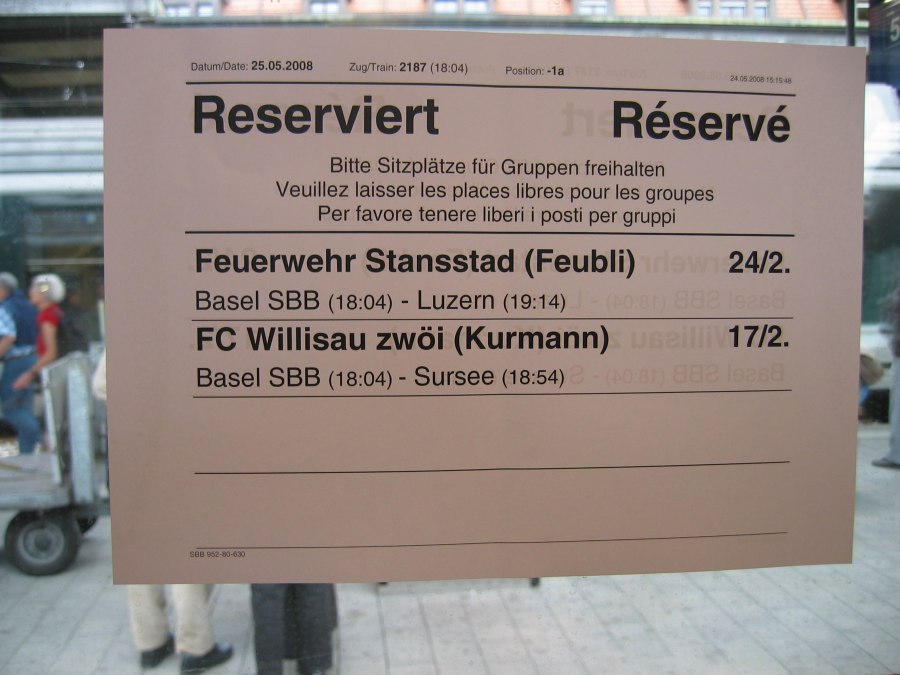 Datum/Date: 25.05.2008 Zug/Train: 2187 (18:04) Position: -1a 24.05.2008 15:15:48
Reserviert Réservé
Bitte Sitzplätze für Gruppen freihalten
Veuillez laisser les places libres pour les groupes
Per favore tenere liberi i posti per gruppi
Feuerwehr Stansstad (Feubli) 24/2.
Basel SBB (18:04) - Luzern (19:14)
FC Willisau zwöi (Kurmann) 17/2.
Basel SBB (18:04) - Sursee (18:54)
SBB 952-80-630
5